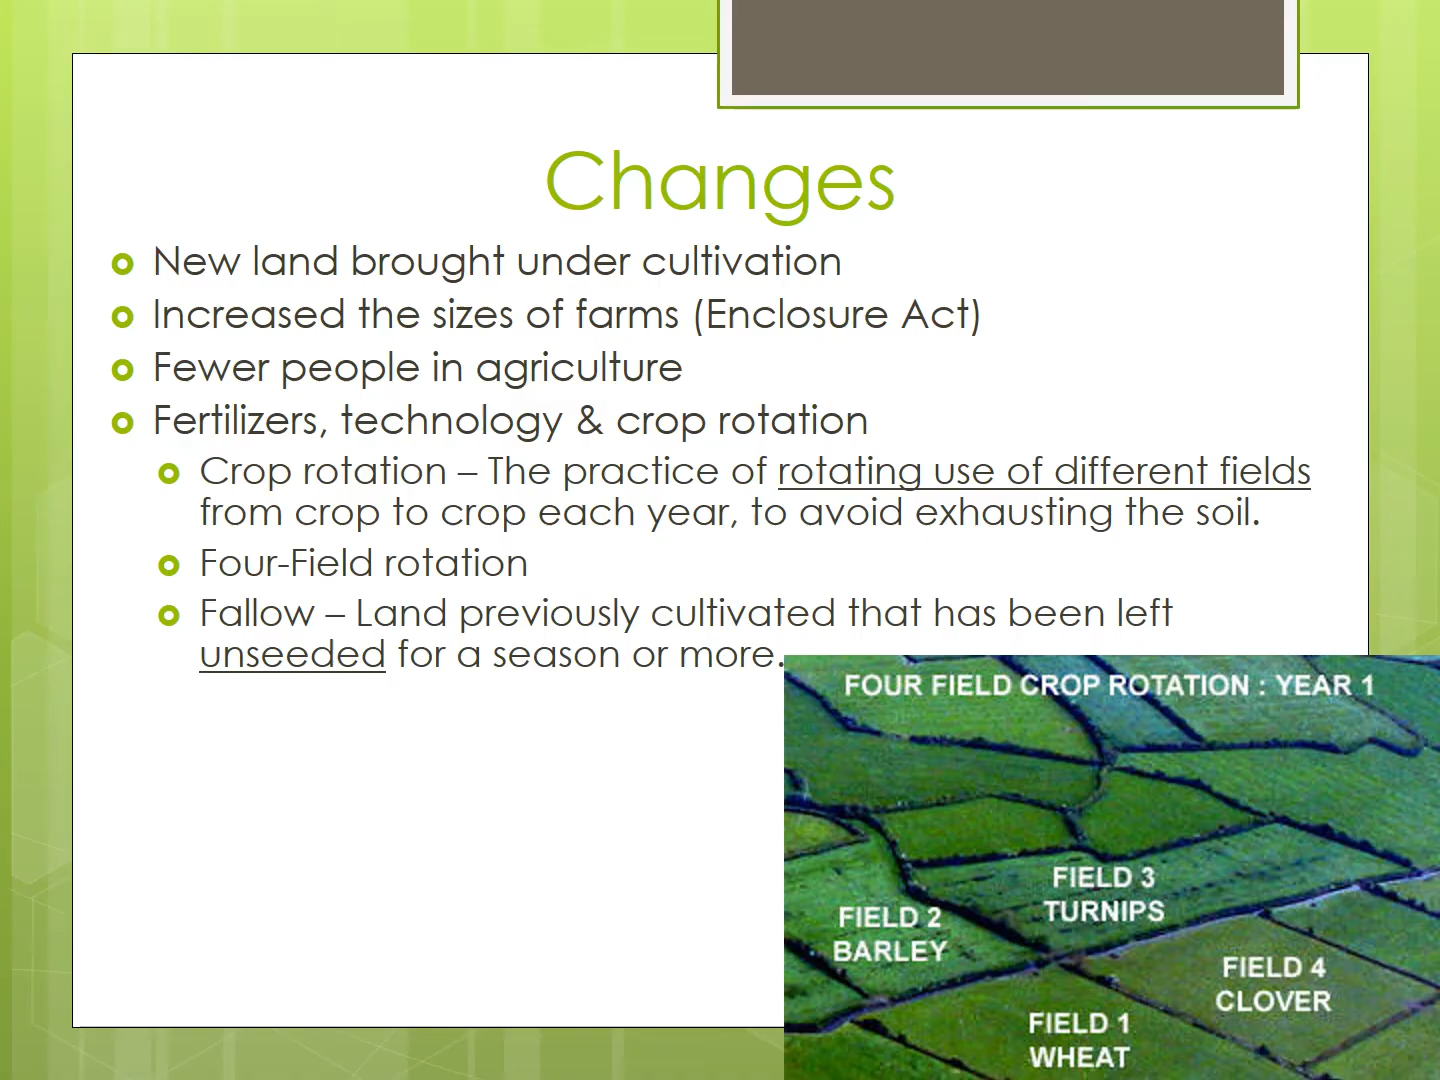 Changes
New land brought under cultivation
Increased the sizes of farms (Enclosure Act)
Fewer people in agriculture
Fertilizers, technology & crop rotation
Crop rotation – The practice of rotating use of different fields
from crop to crop each year, to avoid exhausting the soil.
Four-Field rotation
Fallow – Land previously cultivated that has been left
unseeded for a season or more.
FOUR FIELD CROP ROTATION : YEAR 1
FIELD 3
TURNIPS
FIELD 2
BARLEY
FIELD 4
CLOVER
FIELD 1
WHEAT